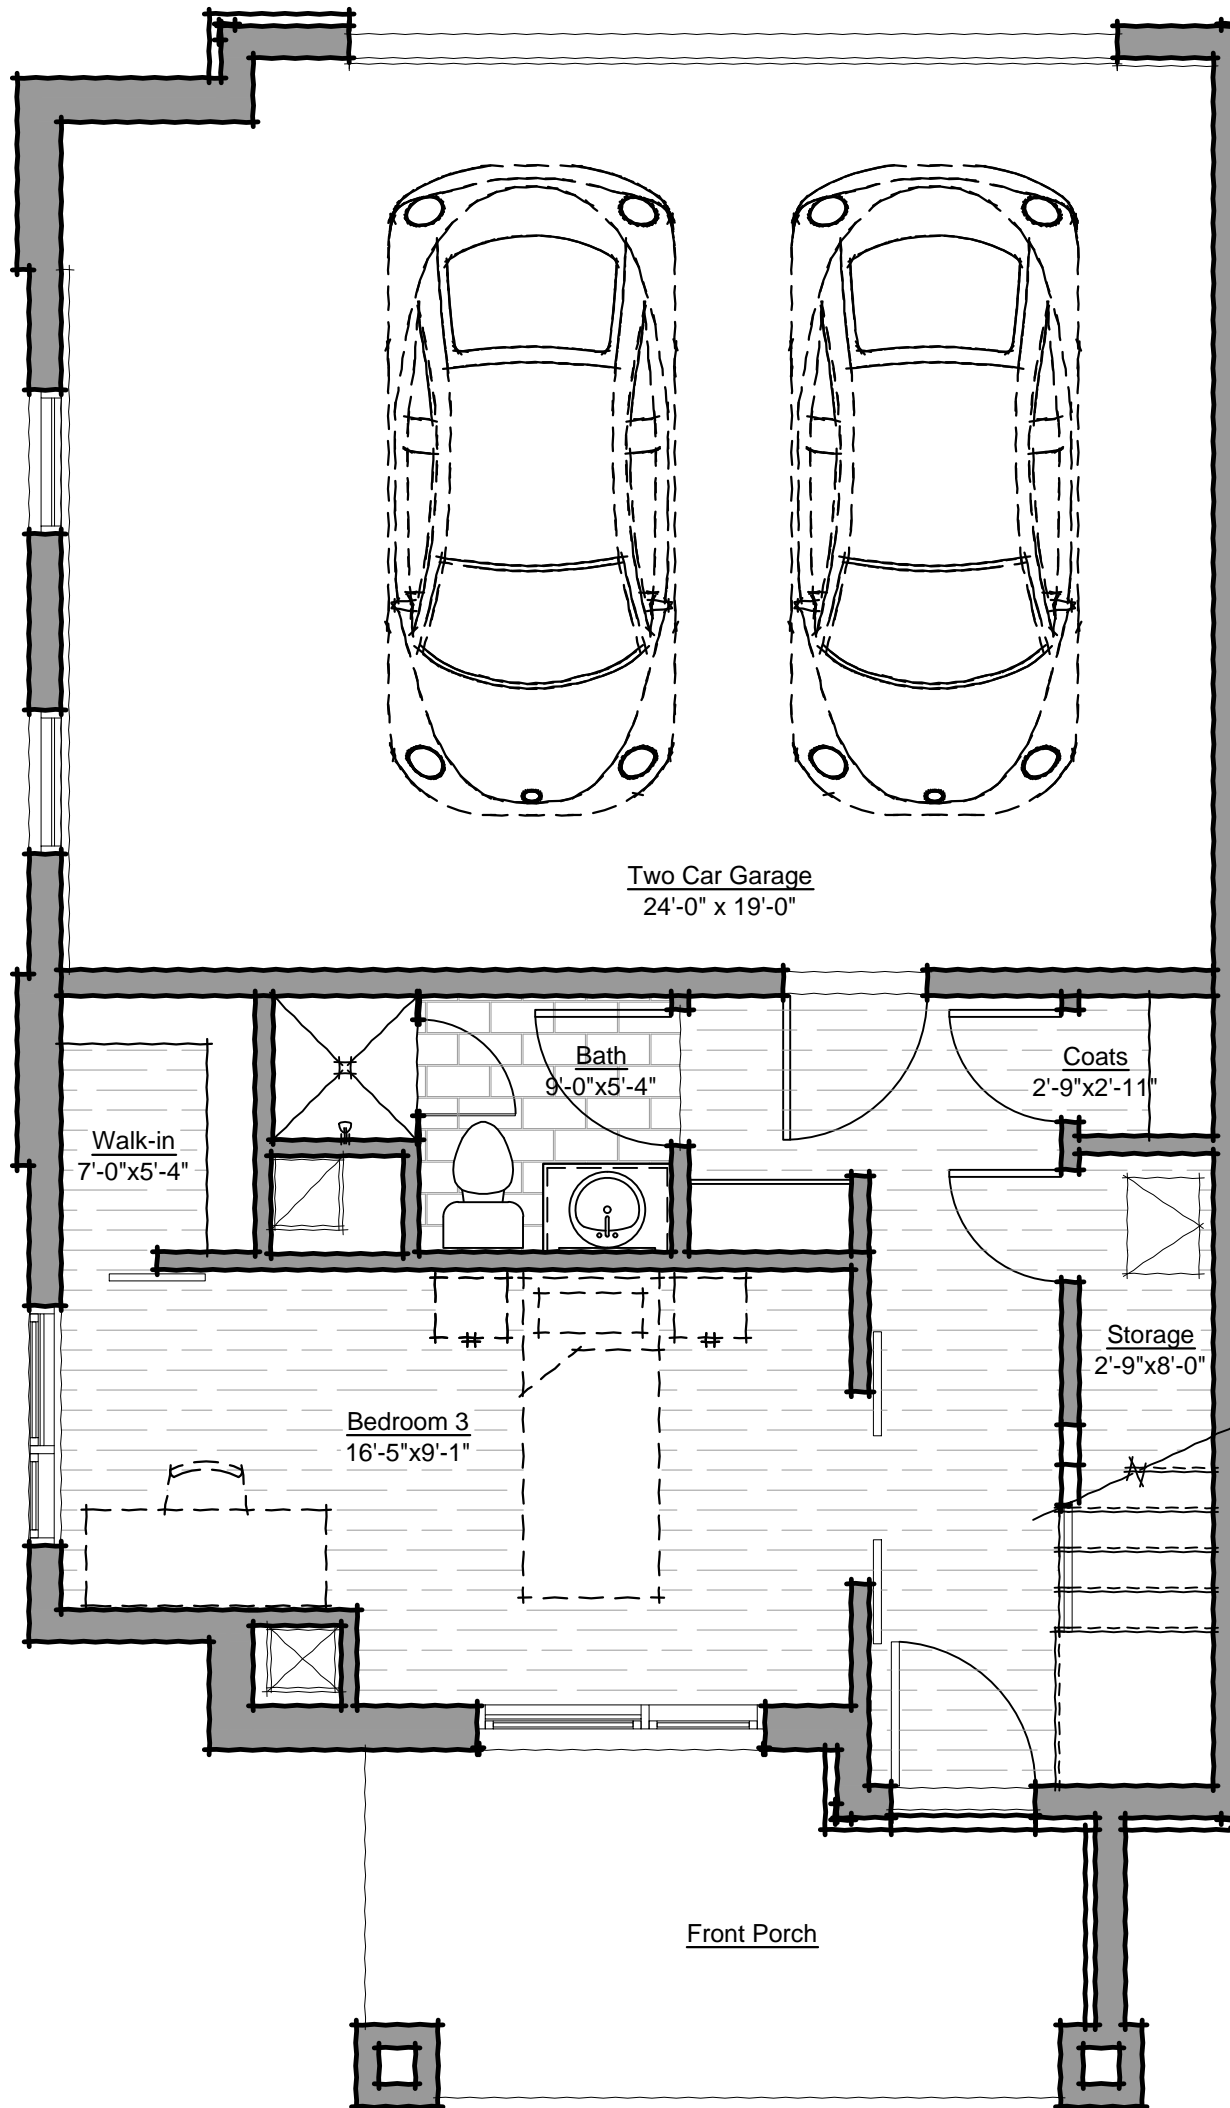 Two Car Garage
24'-0" x 19'-0"
Bath
9'-0"x5'-4"
Coats
2'-9"x2'-11"
Walk-in
7'-0"x5'-4"
Storage
2'-9"x8'-0"
Bedroom 3
16'-5"x9'-1"
Front Porch